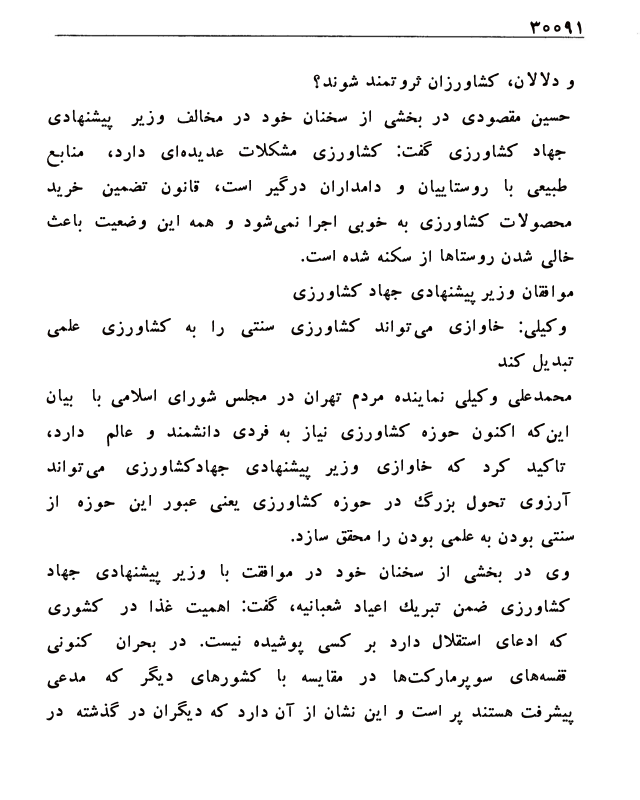 ۳۰۰۹۱
و دلالان، کشاورزان ثروتمند شوند؟
حسین مقصودی در بخشی از سخنان خود در مخالف وزیر پیشنهادی
جهاد کشاورزی گفت: کشاورزی مشکلات عدیده‌ای دارد، منابع
طبیعی با روستاییان و دامداران درگیر است، قانون تضمین خرید
محصولات کشاورزی به خوبی اجرا نمی‌شود و همه این وضعیت باعث
خالی شدن روستاها از سکنه شده است.
موافقان وزیر پیشنهادی جهاد کشاورزی
وکیلی: خاوازی می‌تواند کشاورزی سنتی را به کشاورزی علمی
تبدیل کند
محمدعلی وکیلی نماینده مردم تهران در مجلس شورای اسلامی با بیان
این‌که اکنون حوزه کشاورزی نیاز به فردی دانشمند و عالم دارد،
تاکید کرد که خاوازی وزیر پیشنهادی جهادکشاورزی می‌تواند
آرزوی تحول بزرگ در حوزه کشاورزی یعنی عبور این حوزه از
سنتی بودن به علمی بودن را محقق سازد.
وی در بخشی از سخنان خود در موافقت با وزیر پیشنهادی جهاد
کشاورزی ضمن تبریك اعیاد شعبانیه، گفت: اهمیت غذا در کشوری
که ادعای استقلال دارد بر کسی پوشیده نیست. در بحران کنونی
قفسه‌های سوپرمارکت‌ها در مقایسه با کشورهای دیگر که مدعی
پیشرفت هستند پر است و این نشان از آن دارد که دیگران در گذشته در